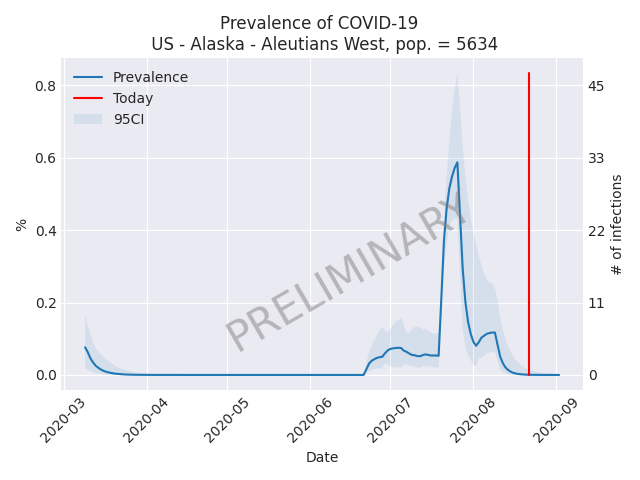 Prevalence of COVID-19
US - Alaska - Aleutians West, pop. = 5634
Prevalence
Today
95CI
0.8
0.6
0.4
0.2
0.0
%
45
33
22
11
0
# of infections
PRELIMINARY
2020-03
2020-04
2020-05
2020-06
2020-07
2020-08
2020-09
Date